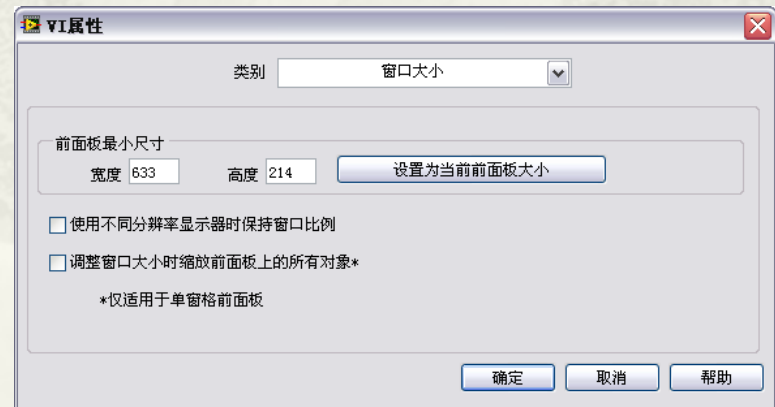 VI属性
类别 窗口大小
前面板最小尺寸
宽度 633 高度 214 设置为当前前面板大小
使用不同分辨率显示器时保持窗口比例
调整窗口大小时缩放前面板上的所有对象*
*仅适用于单窗格前面板
确定 取消 帮助